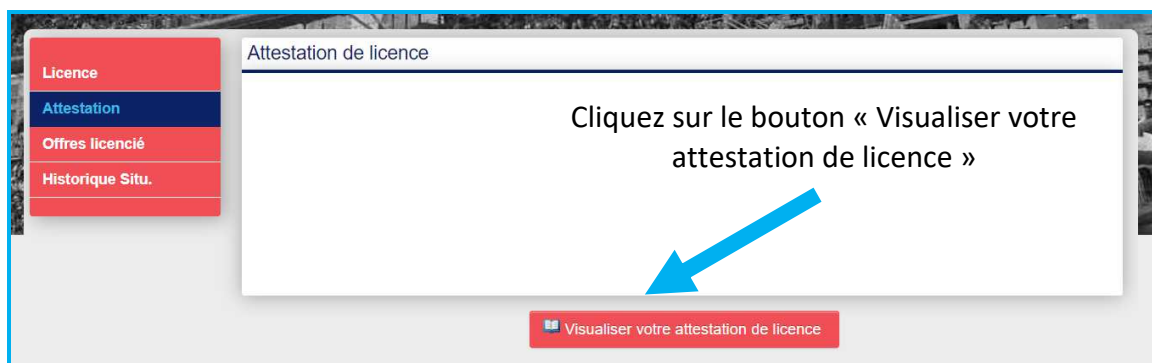 Licence
Attestation
Offres licencié
Historique Situ.
Attestation de licence
Cliquez sur le bouton « Visualiser votre
attestation de licence »
Visualiser votre attestation de licence